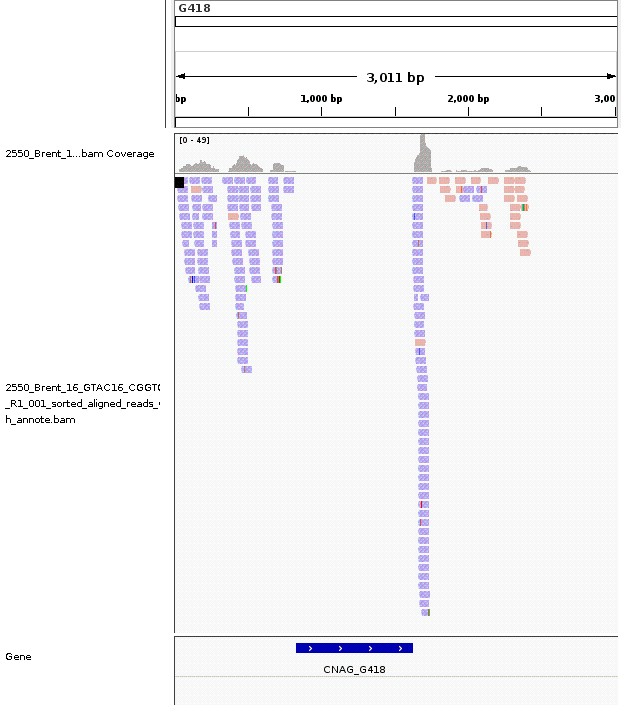 G418
3,011 bp
bp 1,000 bp 2,000 bp 3,00
[0 - 49]
2550_Brent_1...bam Coverage
2550_Brent_16_GTAC16_CGGT
_R1_001_sorted_aligned_reads_
h_annote.bam
Gene
CNAG_G418